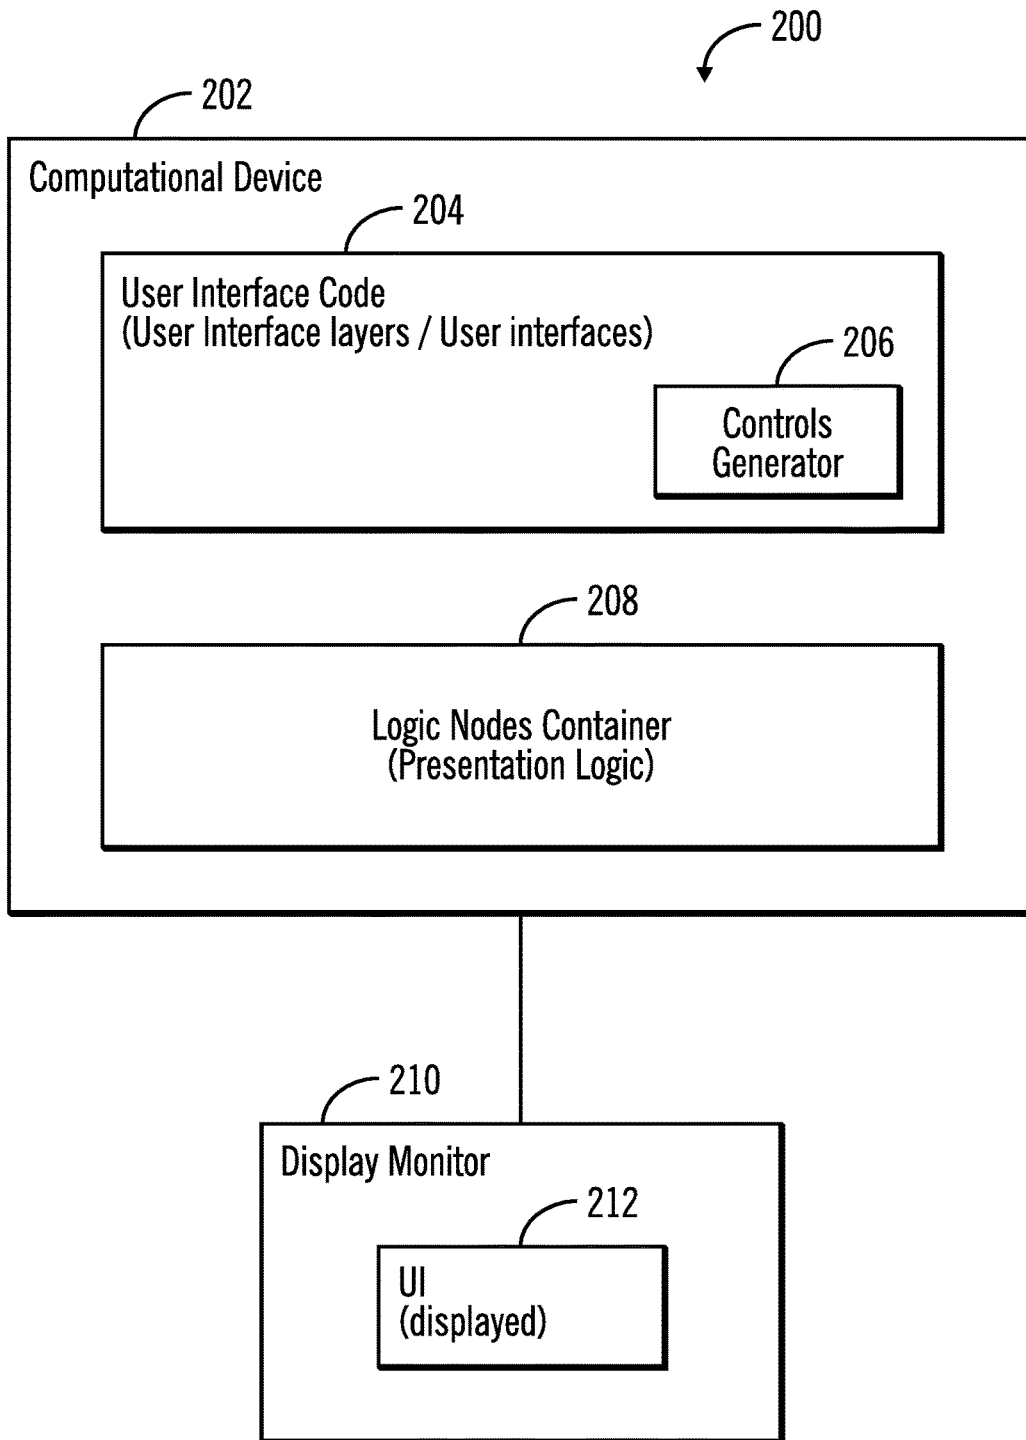 200
202
Computational Device
204
User Interface Code
(User Interface layers / User interfaces)
206
Controls
Generator
208
Logic Nodes Container
(Presentation Logic)
210
Display Monitor
212
UI
(displayed)